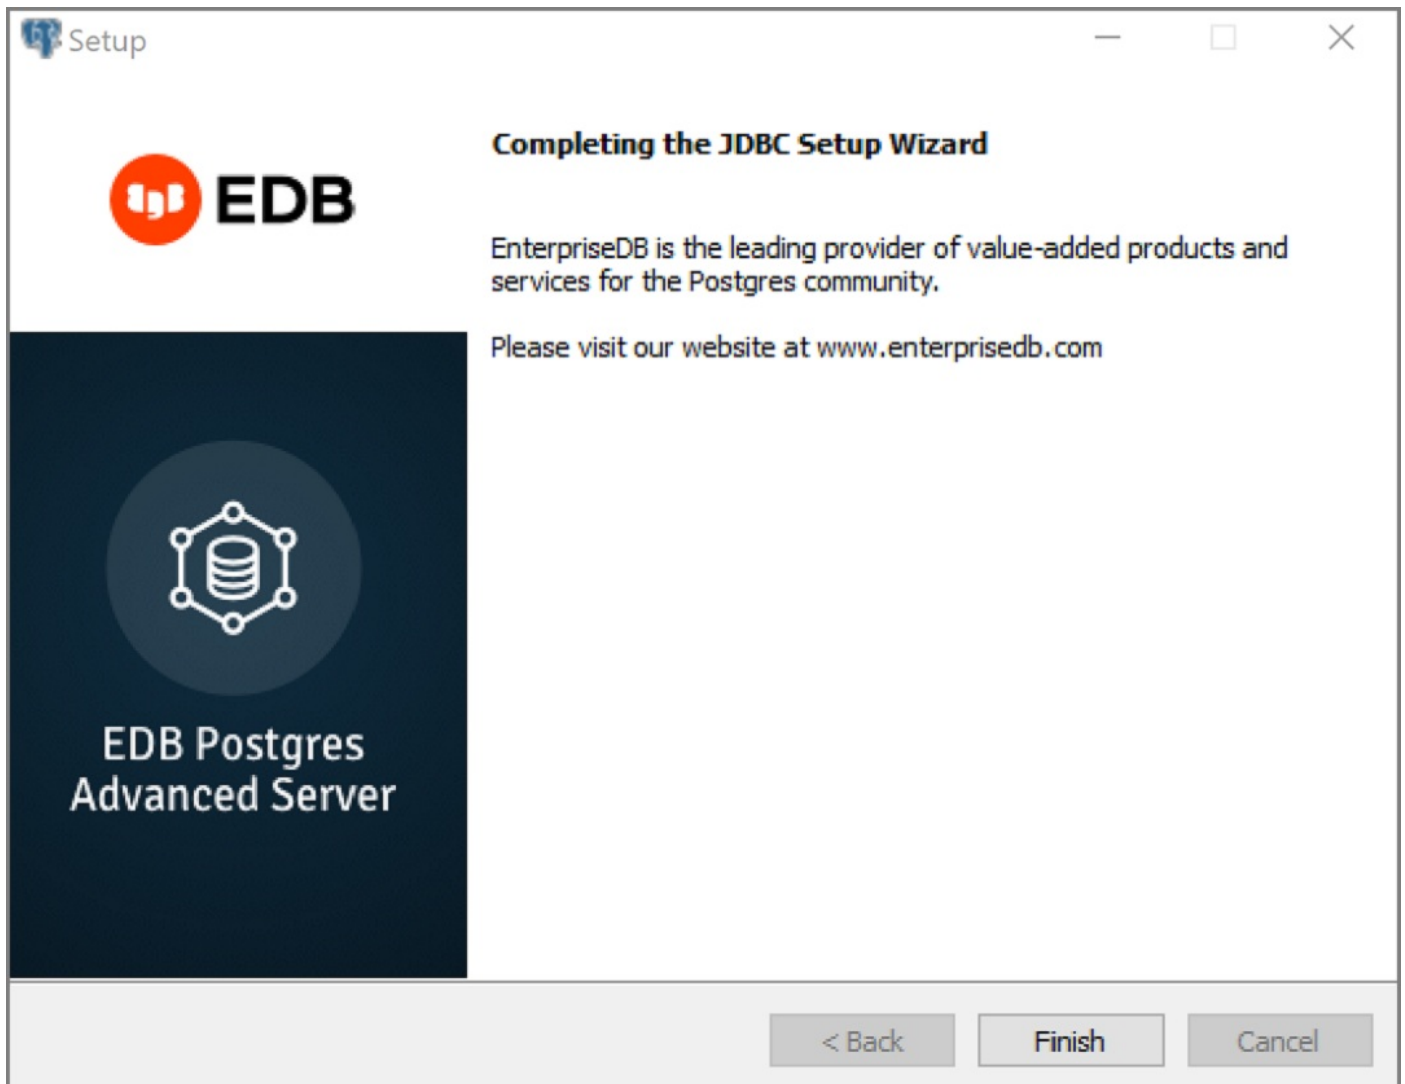 Setup
EDB
Completing the JDBC Setup Wizard
EnterpriseDB is the leading provider of value-added products and
services for the Postgres community.
Please visit our website at www.enterprisedb.com
EDB Postgres
Advanced Server
< Back
Finish
Cancel